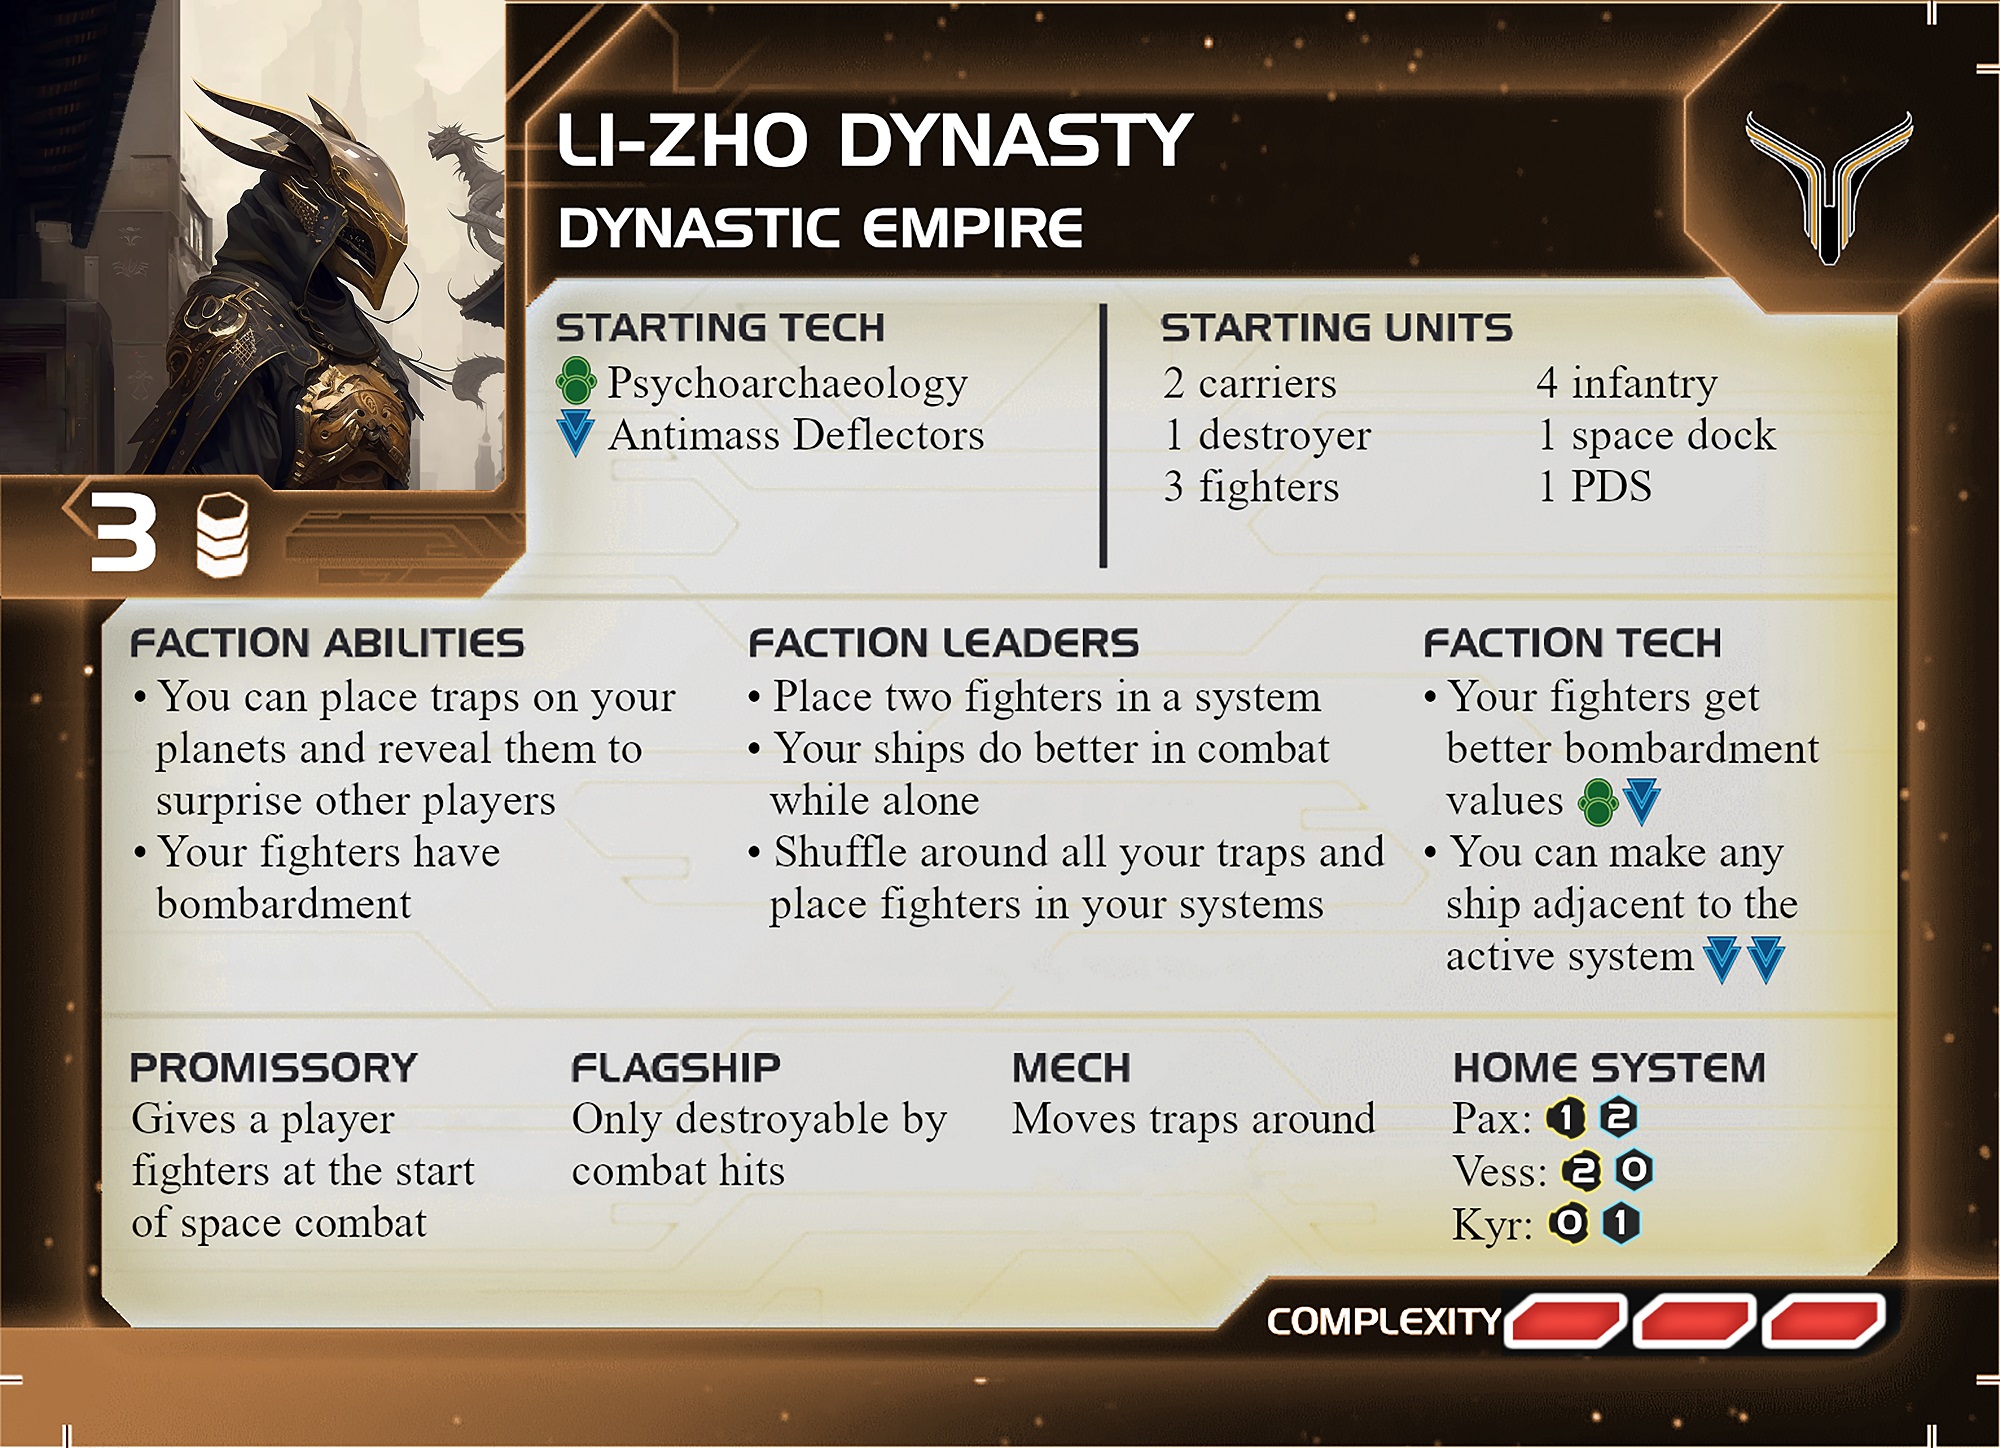 LI-ZHO DYNASTY
DYNASTIC EMPIRE
3
STARTING TECH
Psychoarchaeology
Antimass Deflectors
STARTING UNITS
2 carriers
1 destroyer
3 fighters
4 infantry
1 space dock
1 PDS
FACTION ABILITIES
• You can place traps on your
planets and reveal them to
surprise other players
• Your fighters have
bombardment
FACTION LEADERS
• Place two fighters in a system
• Your ships do better in combat
while alone
• Shuffle around all your traps and
place fighters in your systems
FACTION TECH
• Your fighters get
better bombardment
values
• You can make any
ship adjacent to the
active system
PROMISSORY
Gives a player
fighters at the start
of space combat
FLAGSHIP
Only destroyable by
combat hits
MECH
Moves traps around
HOME SYSTEM
Pax: 1 2
Vess: 2 0
Kyr: 0 1
COMPLEXITY